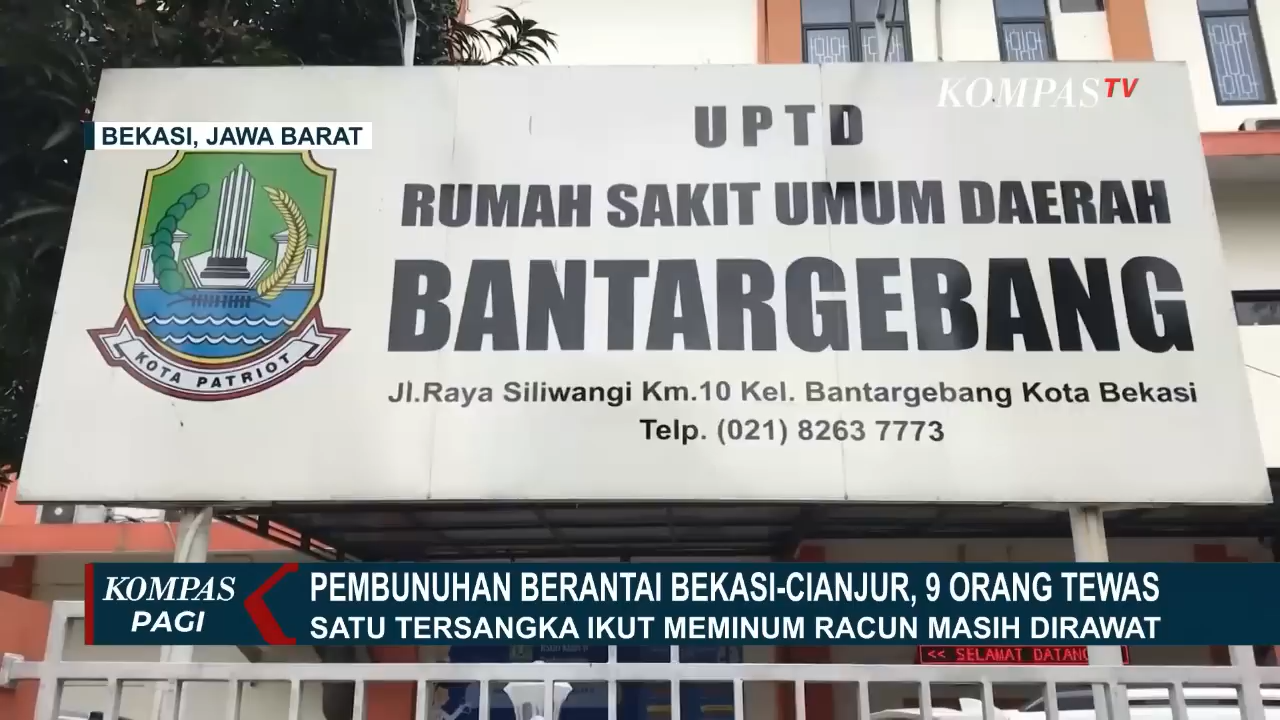 KOMPASTV
BEKASI, JAWA BARAT
UPTD
RUMAH SAKIT UMUM DAERAH
BANTARGEBANG
Jl.Raya Siliwangi Km.10 Kel. Bantargebang Kota Bekasi
Telp. (021) 8263 7773
KOTA PATRIOT
KOMPAS
PAGI
PEMBUNUHAN BERANTAI BEKASI-CIANJUR, 9 ORANG TEWAS
SATU TERSANGKA IKUT MEMINUM RACUN MASIH DIRAWAT
<< SELAMAT DATANG